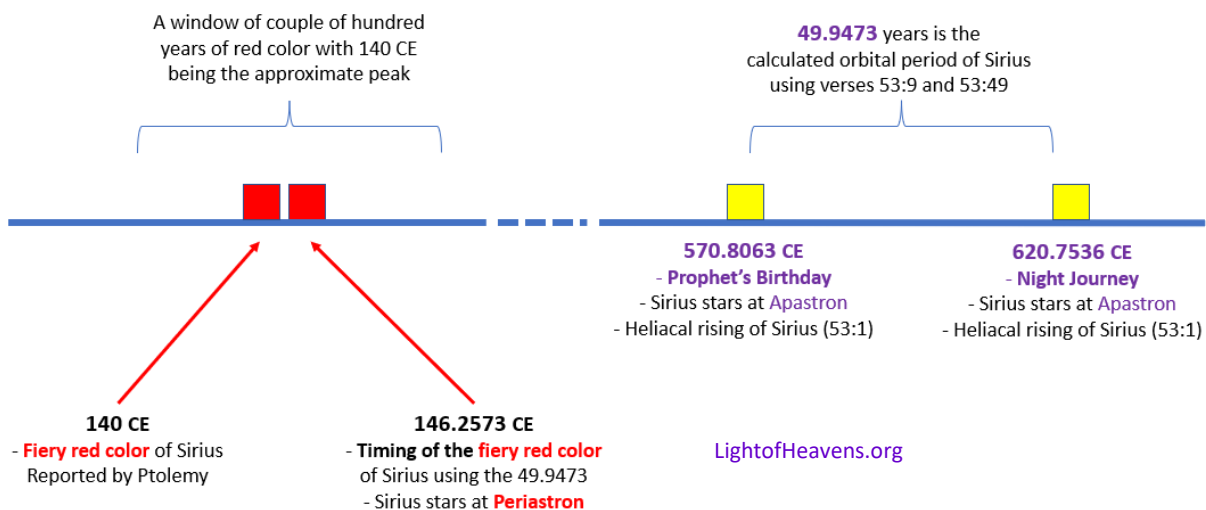 A window of couple of hundred
years of red color with 140 CE
being the approximate peak
49.9473 years is the
calculated orbital period of Sirius
using verses 53:9 and 53:49
570.8063 CE
- Prophet’s Birthday
- Sirius stars at Apastron
- Heliacal rising of Sirius (53:1)
620.7536 CE
- Night Journey
- Sirius stars at Apastron
- Heliacal rising of Sirius (53:1)
140 CE
- Fiery red color of Sirius
Reported by Ptolemy
146.2573 CE
- Timing of the fiery red color
of Sirius using the 49.9473
- Sirius stars at Periastron
LightofHeavens.org